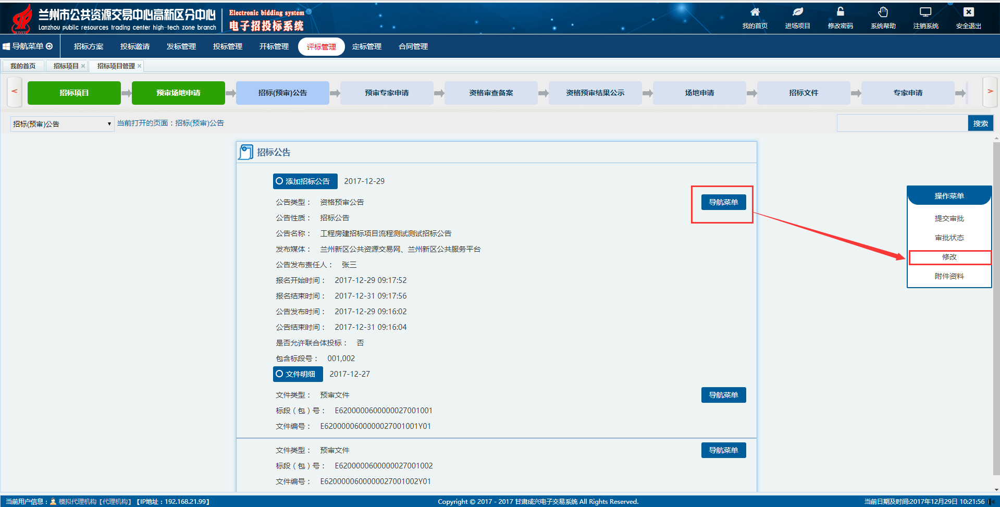 兰州市公共资源交易中心高新区分中心
Lanzhou public resources trading center high-tech zone branch
Electronic bidding system
电子招投标系统
我的首页 进场项目 修改密码 系统帮助 注销系统 安全退出
导航菜单 招标方案 投标邀请 发标管理 投标管理 开标管理 评标管理 定标管理 合同管理
我的首页 招标项目 × 招标项目管理 ×
< 招标项目 预审场地申请 招标(预审)公告 预审专家申请 资格审查备案 资格预审结果公示 场地申请 招标文件 专家申请 >
招标(预审)公告 ▼ 当前打开的页面：招标(预审)公告 搜索
招标公告
添加招标公告 2017-12-29
公告类型： 资格预审公告 导航菜单
公告性质： 招标公告
公告名称： 工程房建招标项目流程测试测试招标公告
发布媒体： 兰州新区公共资源交易网、兰州新区公共服务平台
公告发布责任人： 张三
报名开始时间： 2017-12-29 09:17:52
报名结束时间： 2017-12-31 09:17:56
公告发布时间： 2017-12-29 09:16:02
公告结束时间： 2017-12-31 09:16:04
是否允许联合体投标： 否
包含标段号： 001,002
文件明细 2017-12-27
文件类型： 预审文件 导航菜单
标段（包）号： E6200000600000027001001
文件编号： E6200000600000027001001Y01
文件类型： 预审文件 导航菜单
标段（包）号： E6200000600000027001002
文件编号： E6200000600000027001002Y01
操作菜单
提交审批
审批状态
修改
附件资料
当前用户信息： 模拟代理机构【代理机构】 【IP地址：192.168.21.99】 Copyright © 2017 - 2017 甘肃成兴电子交易系统 All Rights Reserved. 当前日期及时间:2017年12月29日 10:21:56